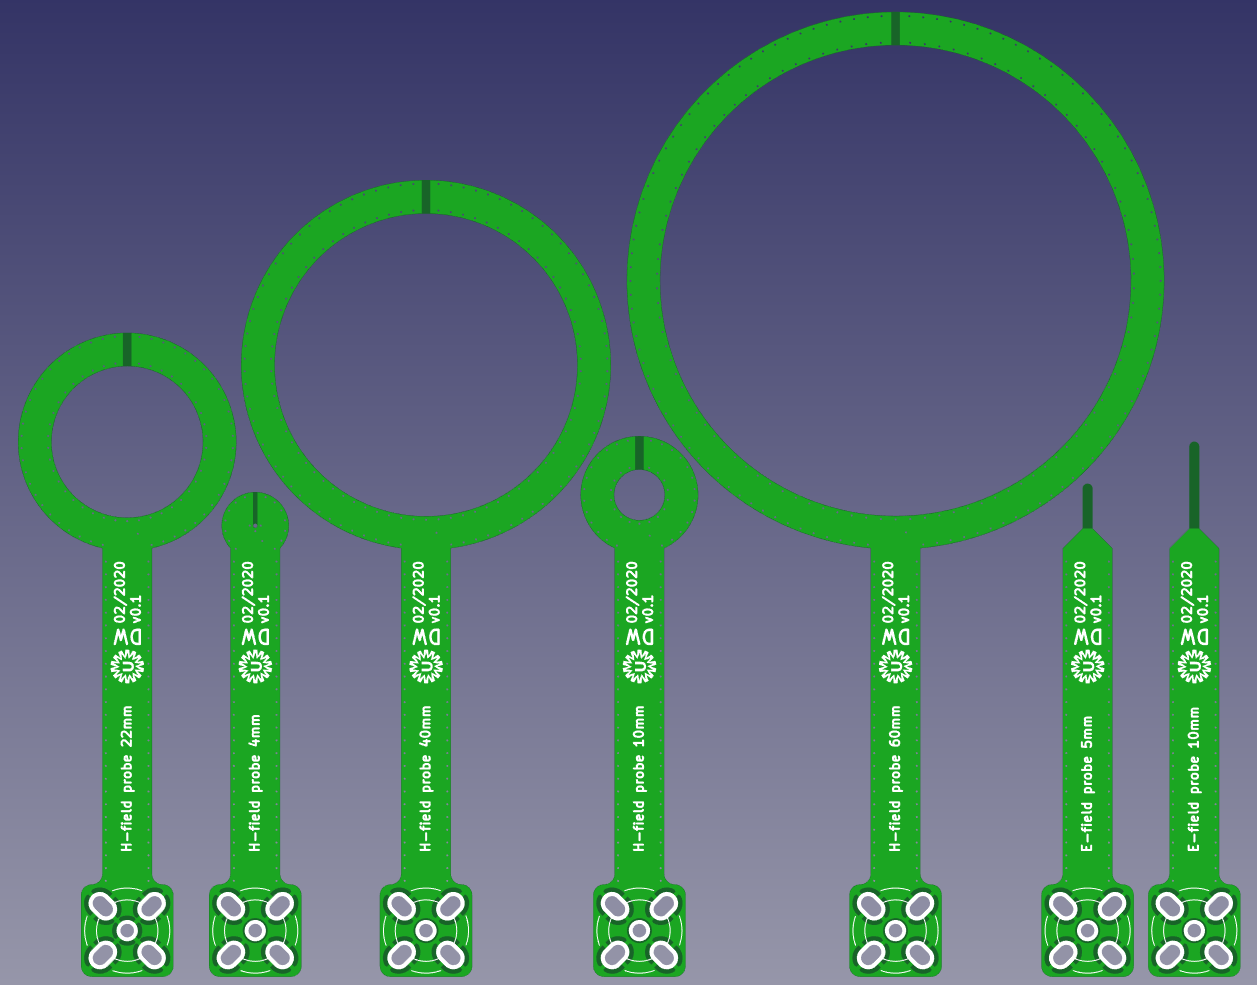 H-field probe 22mm
U
DW
02/2020
v0.1
H-field probe 4mm
U
DW
02/2020
v0.1
H-field probe 40mm
U
DW
02/2020
v0.1
H-field probe 10mm
U
DW
02/2020
v0.1
H-field probe 60mm
U
DW
02/2020
v0.1
E-field probe 5mm
U
DW
02/2020
v0.1
E-field probe 10mm
U
DW
02/2020
v0.1